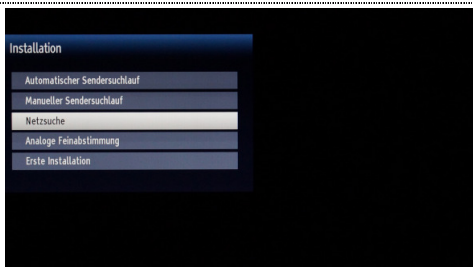 Installation
Automatischer Sendersuchlauf
Manueller Sendersuchlauf
Netzsuche
Analoge Feinabstimmung
Erste Installation